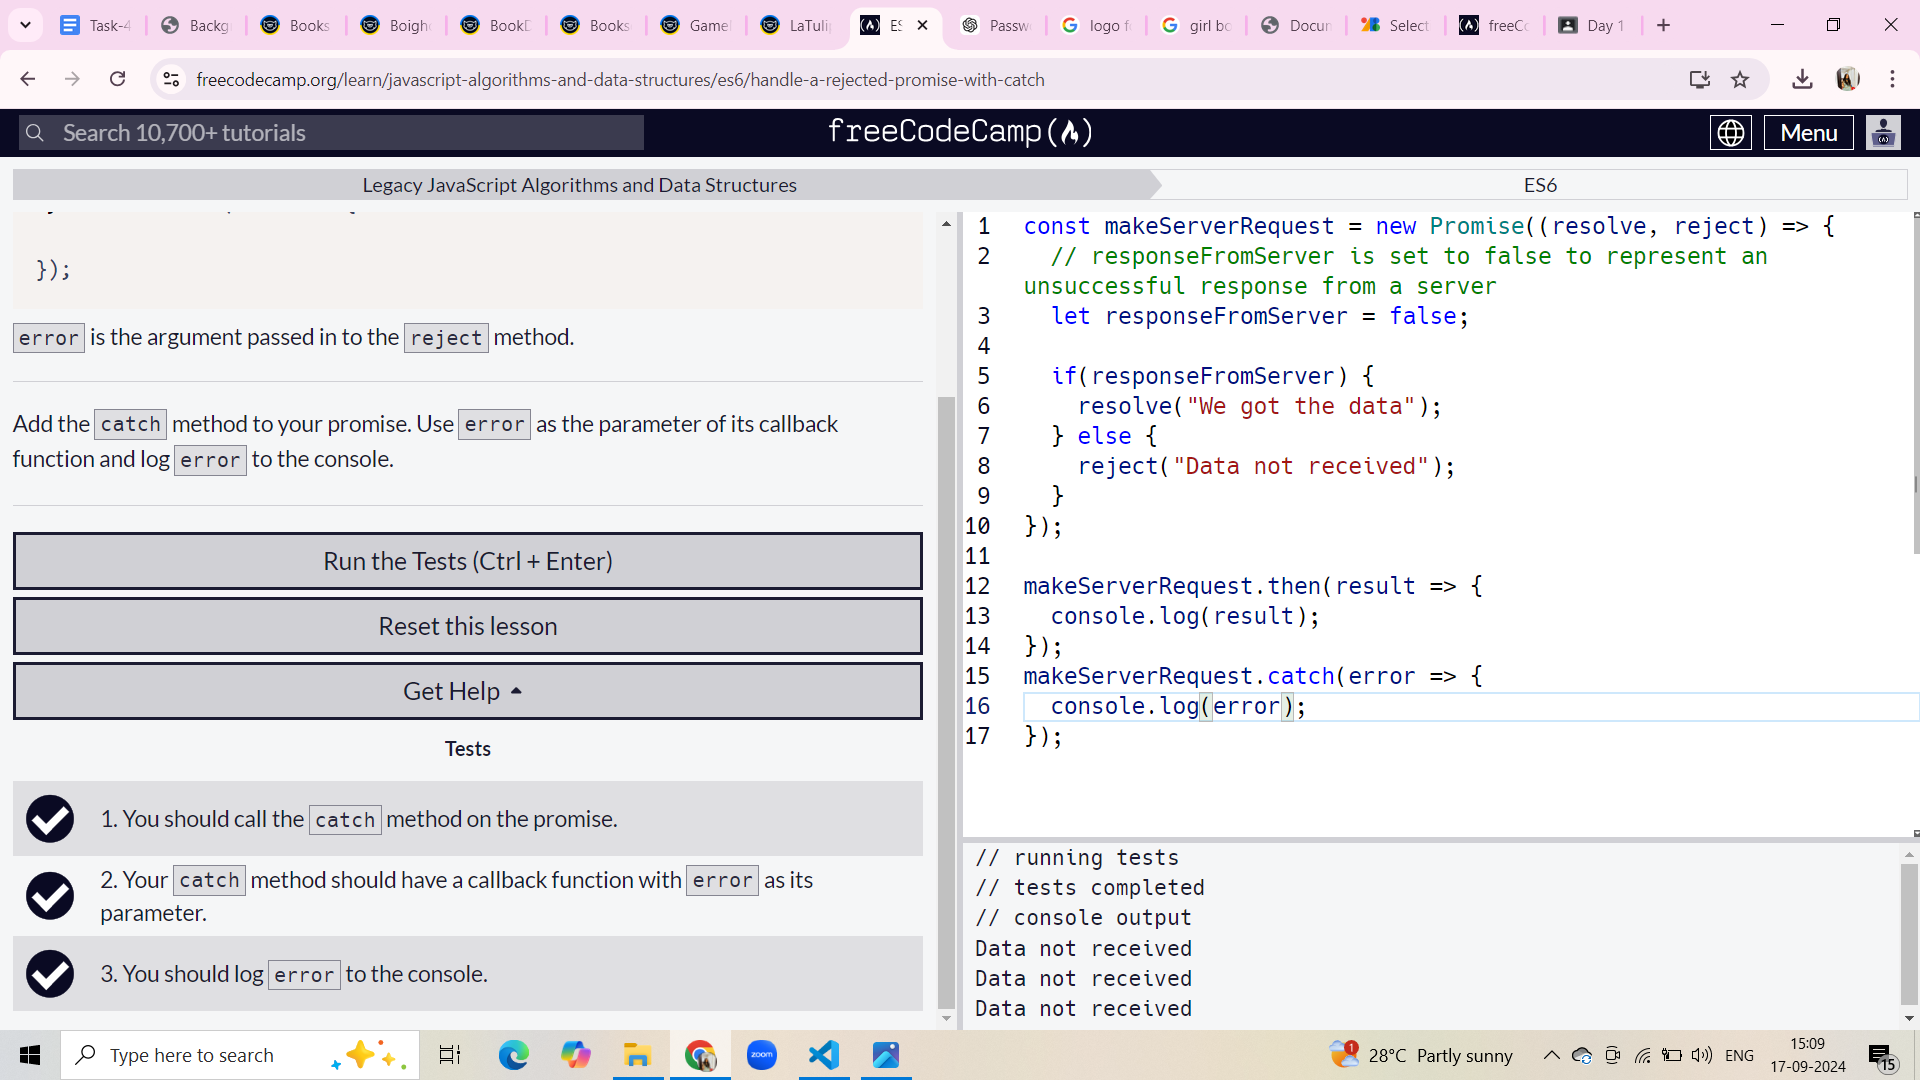 Task-4
Backg
Books
Boigh
BookD
Books
Game
LaTuli
ES
Passw
logo f
girl bo
Docun
Select
freeCo
Day 1
freecodecamp.org/learn/javascript-algorithms-and-data-structures/es6/handle-a-rejected-promise-with-catch
Search 10,700+ tutorials
freeCodeCamp
Menu
Legacy JavaScript Algorithms and Data Structures
ES6
});
error is the argument passed in to the reject method.
Add the catch method to your promise. Use error as the parameter of its callback
function and log error to the console.
Run the Tests (Ctrl + Enter)
Reset this lesson
Get Help
Tests
1. You should call the catch method on the promise.
2. Your catch method should have a callback function with error as its
parameter.
3. You should log error to the console.
1 const makeServerRequest = new Promise((resolve, reject) => {
2 // responseFromServer is set to false to represent an
unsuccessful response from a server
3 let responseFromServer = false;
4
5 if(responseFromServer) {
6 resolve("We got the data");
7 } else {
8 reject("Data not received");
9 }
10 });
11
12 makeServerRequest.then(result => {
13 console.log(result);
14 });
15 makeServerRequest.catch(error => {
16 console.log(error);
17 });
// running tests
// tests completed
// console output
Data not received
Data not received
Data not received
Type here to search
zoom
1
28°C Partly sunny
ENG
15:09
17-09-2024
15